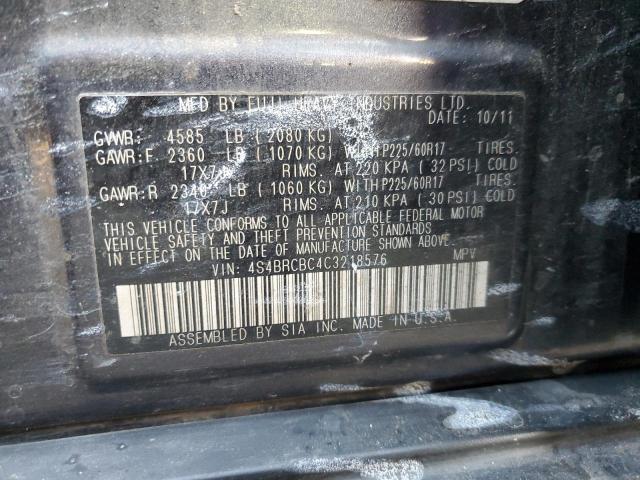 MFD BY FUJI HEAVY INDUSTRIES LTD.
DATE: 10/11
GVWR: 4585 LB (2080 KG)
GAWR:F 2360 LB (1070 KG) WITH P225/60R17 TIRES.
17X7J RIMS. AT 220 KPA (32 PSI) COLD
GAWR:R 2340 LB (1060 KG) WITH P225/60R17 TIRES.
17X7J RIMS. AT 210 KPA (30 PSI) COLD
THIS VEHICLE CONFORMS TO ALL APPLICABLE FEDERAL MOTOR
VEHICLE SAFETY AND THEFT PREVENTION STANDARDS
IN EFFECT ON THE DATE OF MANUFACTURE SHOWN ABOVE.
VIN: 4S4BRCBC4C3218576 MPV
ASSEMBLED BY SIA INC. MADE IN U.S.A